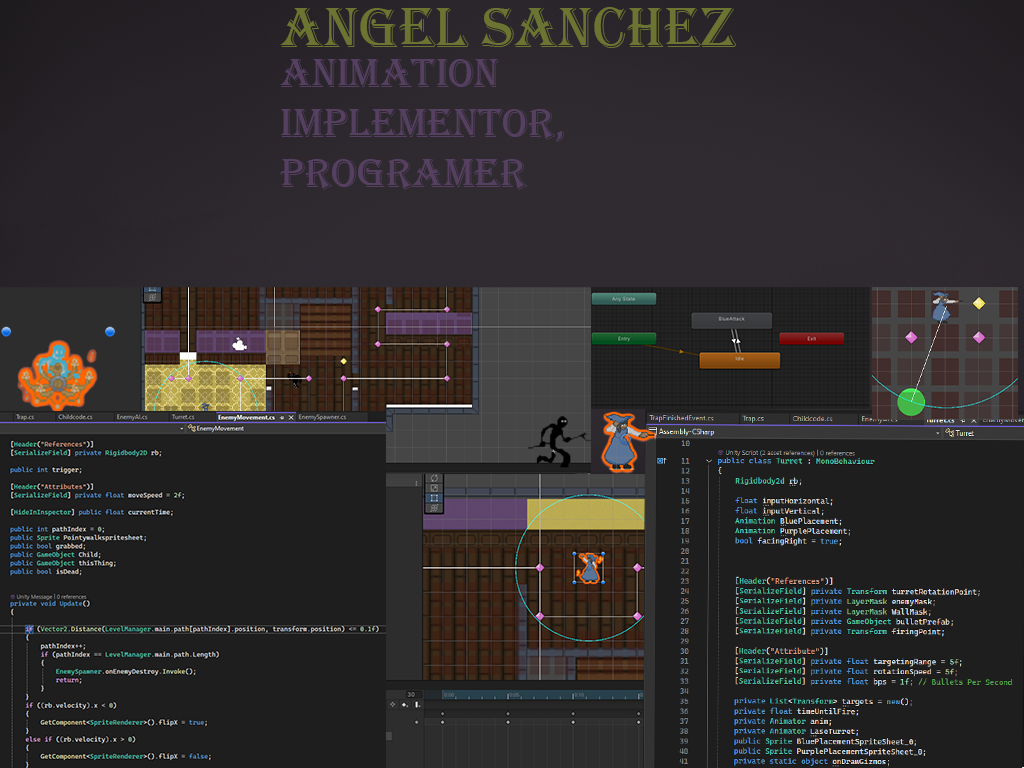 ANGEL SANCHEZ
ANIMATION
IMPLEMENTOR,
PROGRAMER
Any State
BlueAttack
Entry
Exit
Idle
Trap.cs Childcode.cs EnemyAI.cs Turret.cs EnemyMovement.cs EnemySpawner.cs
EnemyMovement
[Header("References")]
[SerializeField] private Rigidbody2D rb;
public int trigger;
[Header("Attributes")]
[SerializeField] private float moveSpeed = 2f;
[HideInInspector] public float currentTime;
public int pathIndex = 0;
public Sprite Pointywalkspritesheet;
public bool grabbed;
public GameObject Child;
public GameObject thisThing;
public bool isDead;
Unity Message | 0 references
private void Update()
{
if (Vector2.Distance(LevelManager.main.path[pathIndex].position, transform.position) <= 0.1f)
{
pathIndex++;
if (pathIndex == LevelManager.main.path.Length)
{
EnemySpawner.onEnemyDestroy.Invoke();
return;
}
}
if ((rb.velocity).x < 0)
{
GetComponent<SpriteRenderer>().flipX = true;
}
else if ((rb.velocity).x > 0)
{
GetComponent<SpriteRenderer>().flipX = false;
}
30 0:00
TrapFinishedEvent.cs Trap.cs Childcode.cs
Assembly-CSharp Turret
10
Unity Script (2 asset references) | 0 references
11 public class Turret : MonoBehaviour
12 {
13 Rigidbody2d rb;
14
15 float inputHorizontal;
16 float inputVertical;
17 Animation BluePlacement;
18 Animation PurplePlacement;
19 bool facingRight = true;
20
21
22
23 [Header("References")]
24 [SerializeField] private Transform turretRotationPoint;
25 [SerializeField] private LayerMask enemyMask;
26 [SerializeField] private LayerMask WallMask;
27 [SerializeField] private GameObject bulletPrefab;
28 [SerializeField] private Transform firingPoint;
29
30 [Header("Attribute")]
31 [SerializeField] private float targetingRange = 5f;
32 [SerializeField] private float rotationSpeed = 5f;
33 [SerializeField] private float bps = 1f; // Bullets Per Second
34
35 private List<Transform> targets = new();
36 private float timeUntilFire;
37 private Animator anim;
38 private Animator LaseTurret;
39 public Sprite BluePlacementSpriteSheet_0;
40 public Sprite PurplePlacementSpriteSheet_0;
41 private static object onDrawGizmos;